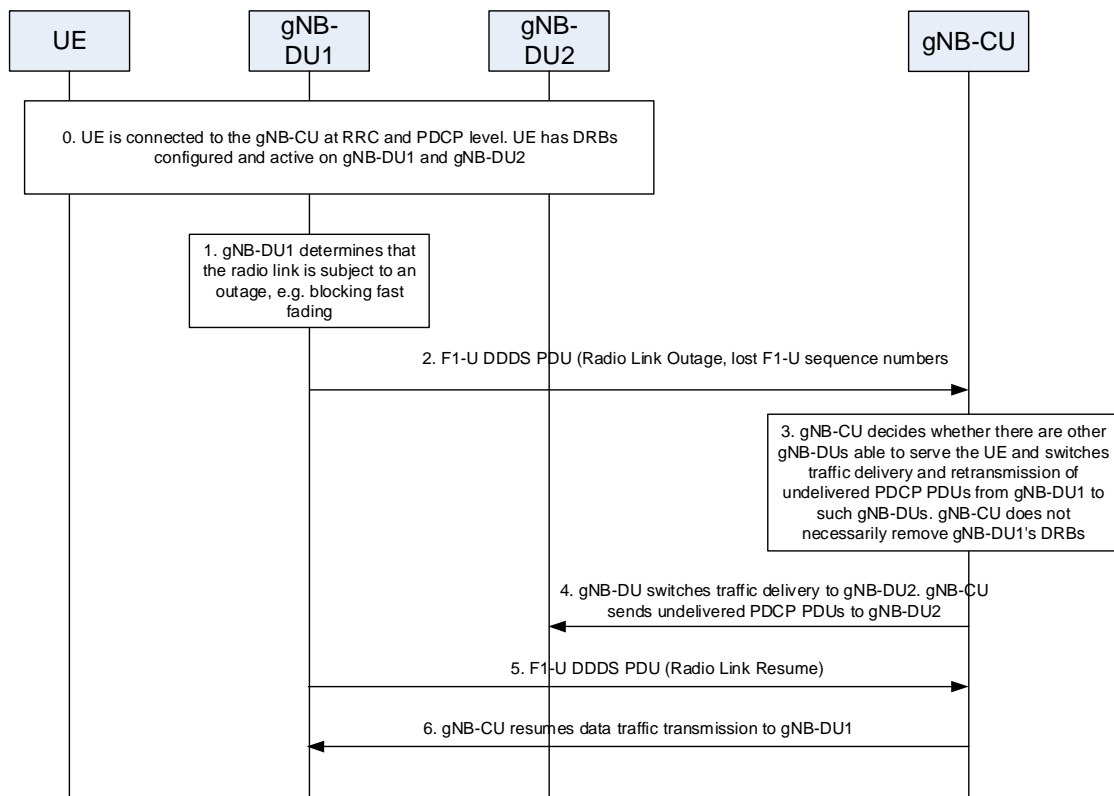 UE
gNB-
DU1
gNB-
DU2
gNB-CU
0. UE is connected to the gNB-CU at RRC and PDCP level. UE has DRBs
configured and active on gNB-DU1 and gNB-DU2
1. gNB-DU1 determines that
the radio link is subject to an
outage, e.g. blocking fast
fading
2. F1-U DDDS PDU (Radio Link Outage, lost F1-U sequence numbers
3. gNB-CU decides whether there are other
gNB-DUs able to serve the UE and switches
traffic delivery and retransmission of
undelivered PDCP PDUs from gNB-DU1 to
such gNB-DUs. gNB-CU does not
necessarily remove gNB-DU1's DRBs
4. gNB-DU switches traffic delivery to gNB-DU2. gNB-CU
sends undelivered PDCP PDUs to gNB-DU2
5. F1-U DDDS PDU (Radio Link Resume)
6. gNB-CU resumes data traffic transmission to gNB-DU1